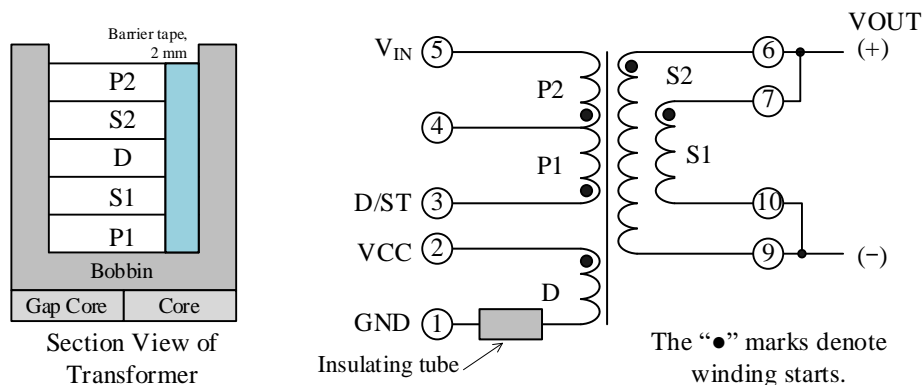 Barrier tape,
2 mm
P2
S2
D
S1
P1
Bobbin
Gap Core
Core
Section View of
Transformer
V_IN
5
4
D/ST
3
VCC
2
GND
1
P2
P1
D
Insulating tube
S2
S1
6
7
10
9
VOUT
(+)
(−)
The “●” marks denote
winding starts.